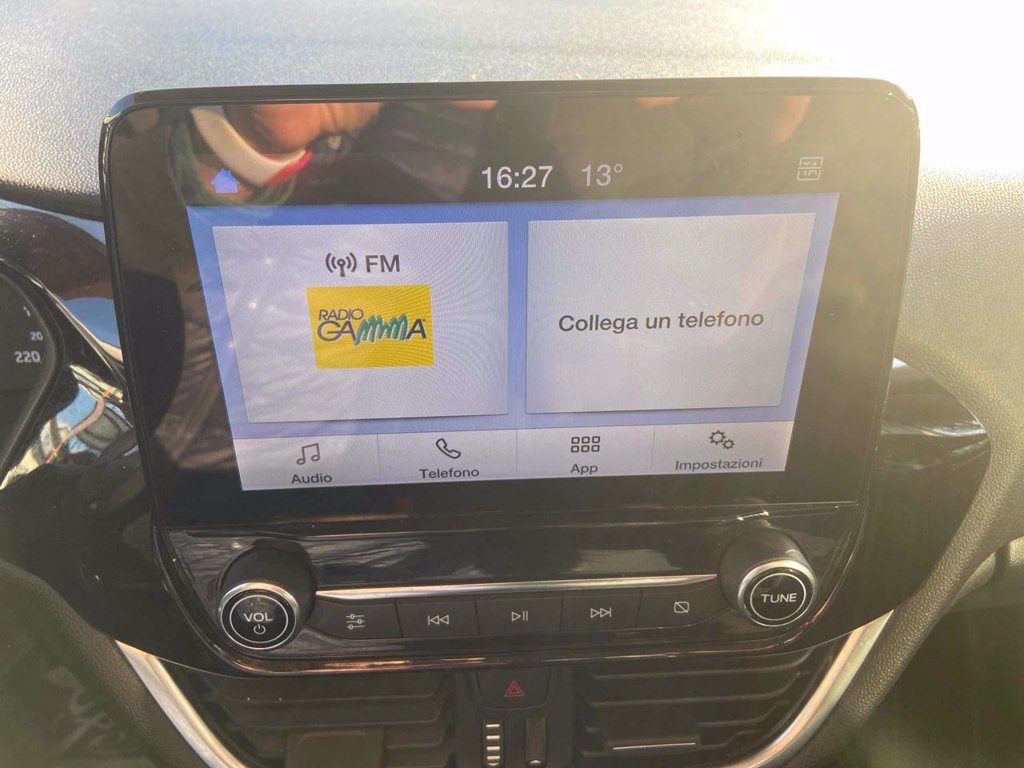 16:27 13°
FM
RADIO
GAMMA
Collega un telefono
Audio
Telefono
App
Impostazioni
20
220
VOL
TUNE